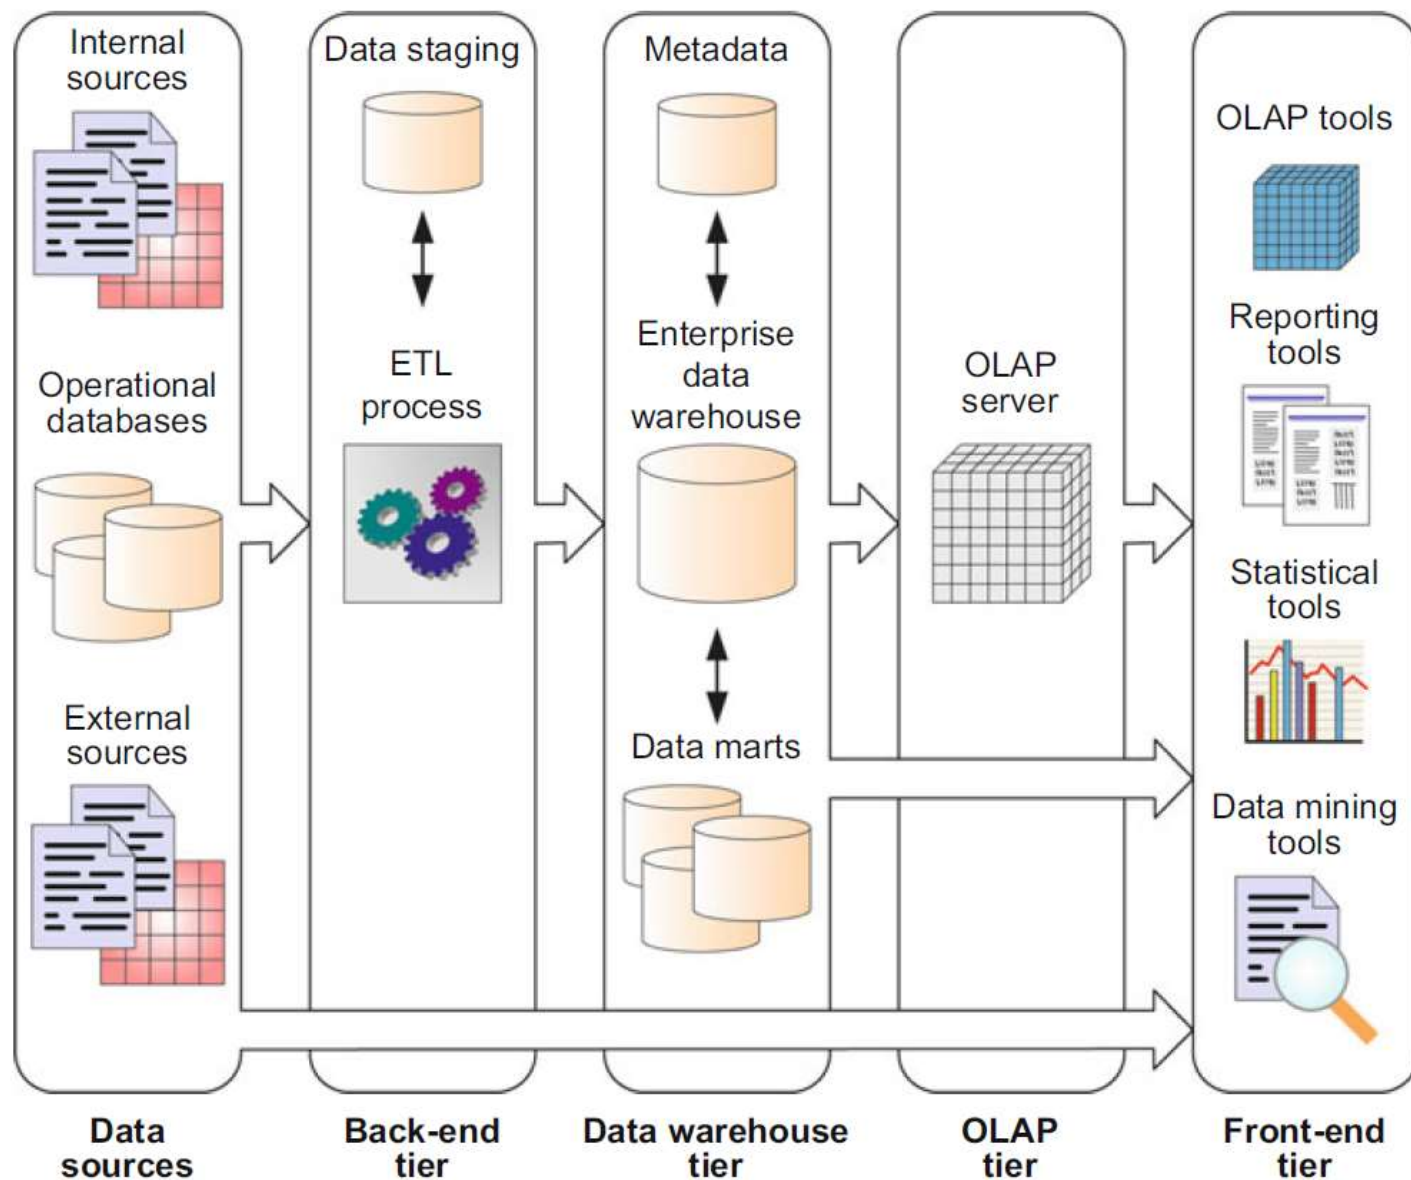 Internal
sources
Operational
databases
External
sources
Data
sources
Data staging
ETL
process
Back-end
tier
Metadata
Enterprise
data
warehouse
Data marts
Data warehouse
tier
OLAP
server
OLAP
tier
OLAP tools
Reporting
tools
Statistical
tools
Data mining
tools
Front-end
tier